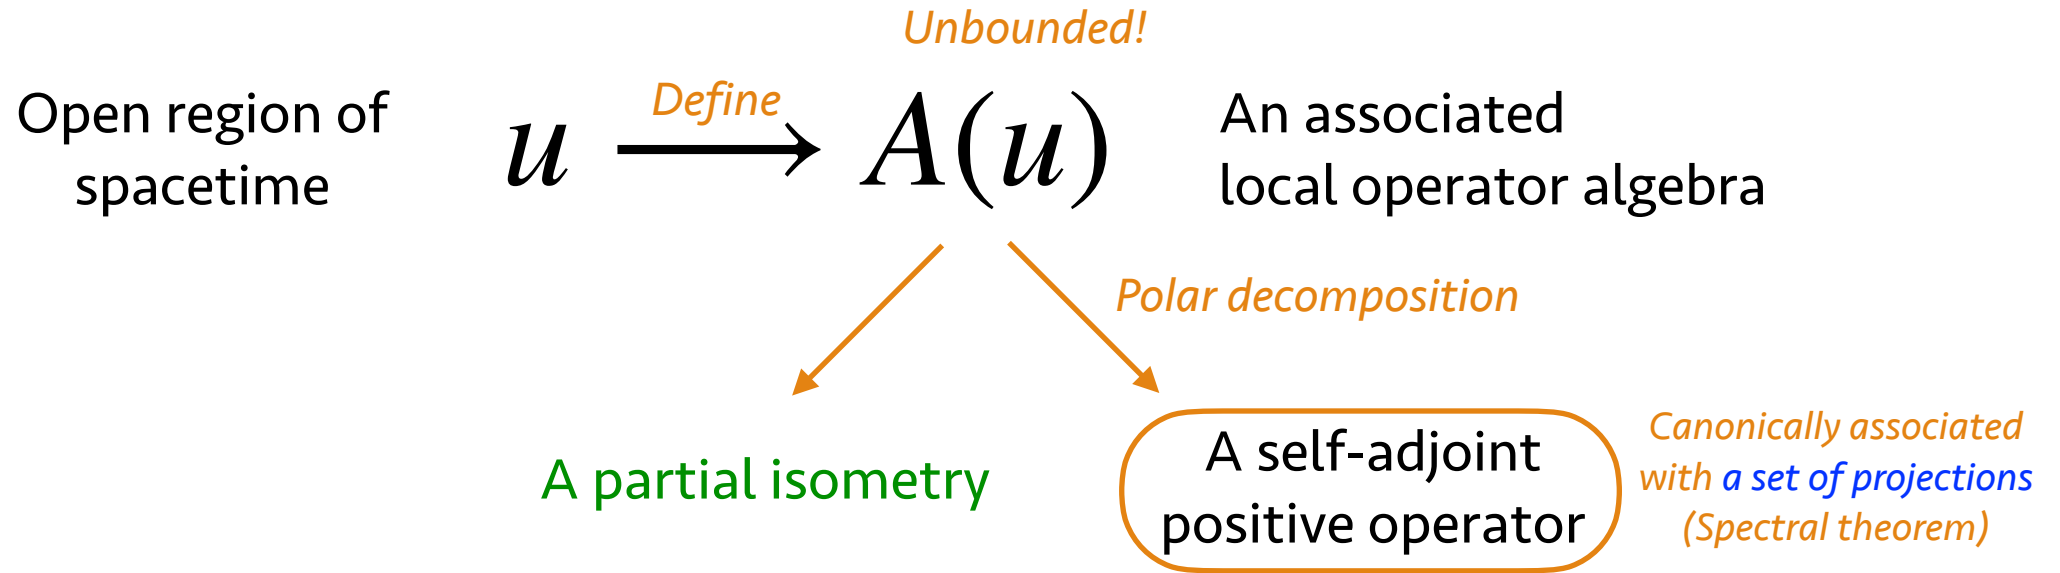 Unbounded!
Open region of
spacetime
u
Define
A(u)
An associated
local operator algebra
Polar decomposition
A partial isometry
A self-adjoint
positive operator
Canonically associated
with a set of projections
(Spectral theorem)